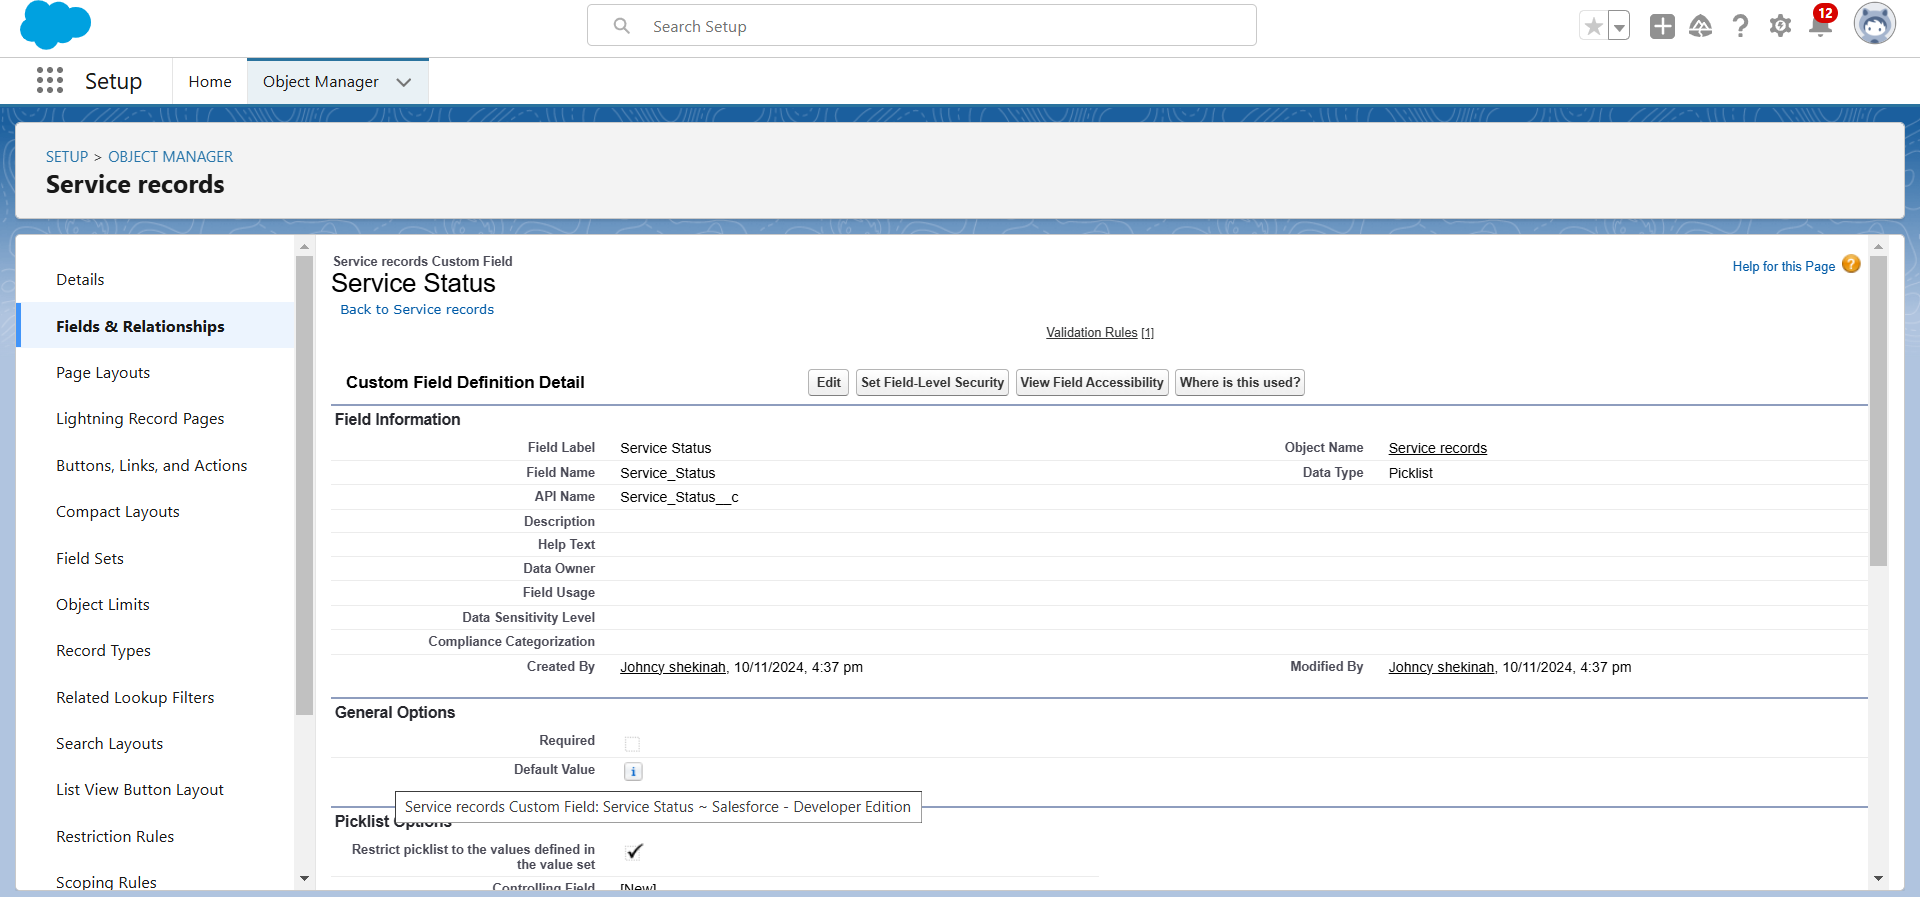 Search Setup
12
Setup
Home
Object Manager
SETUP > OBJECT MANAGER
Service records
Details
Fields & Relationships
Page Layouts
Lightning Record Pages
Buttons, Links, and Actions
Compact Layouts
Field Sets
Object Limits
Record Types
Related Lookup Filters
Search Layouts
List View Button Layout
Restriction Rules
Scoping Rules
Service records Custom Field
Service Status
Back to Service records
Help for this Page ?
Validation Rules [1]
Custom Field Definition Detail
Edit
Set Field-Level Security
View Field Accessibility
Where is this used?
Field Information
Field Label Service Status Object Name Service records
Field Name Service_Status Data Type Picklist
API Name Service_Status__c
Description
Help Text
Data Owner
Field Usage
Data Sensitivity Level
Compliance Categorization
Created By Johncy shekinah, 10/11/2024, 4:37 pm Modified By Johncy shekinah, 10/11/2024, 4:37 pm
General Options
Required
Default Value i
Service records Custom Field: Service Status ~ Salesforce - Developer Edition
Picklist Options
Restrict picklist to the values defined in
the value set
Controlling Field [New]